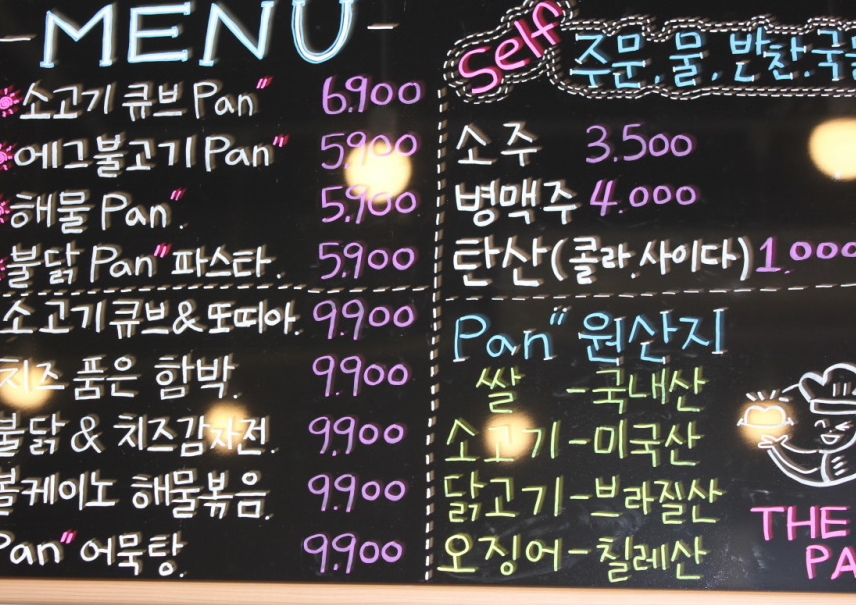 MENU
소고기 큐브 Pan" 6.900
에그불고기 Pan" 5.900
해물 Pan". 5.900
불닭 Pan" 파스타. 5.900
소고기 큐브&또띠아. 9.900
치즈 품은 함박. 9.900
불닭 & 치즈감자전. 9.900
볼케이노 해물볶음. 9.900
Pan" 어묵탕. 9.900
Self 주문.물.반찬.국물
소주 3.500
병맥주 4.000
탄산(콜라.사이다) 1.000
Pan" 원산지
쌀 -국내산
소고기-미국산
닭고기-브라질산
오징어-칠레산
THE
PA